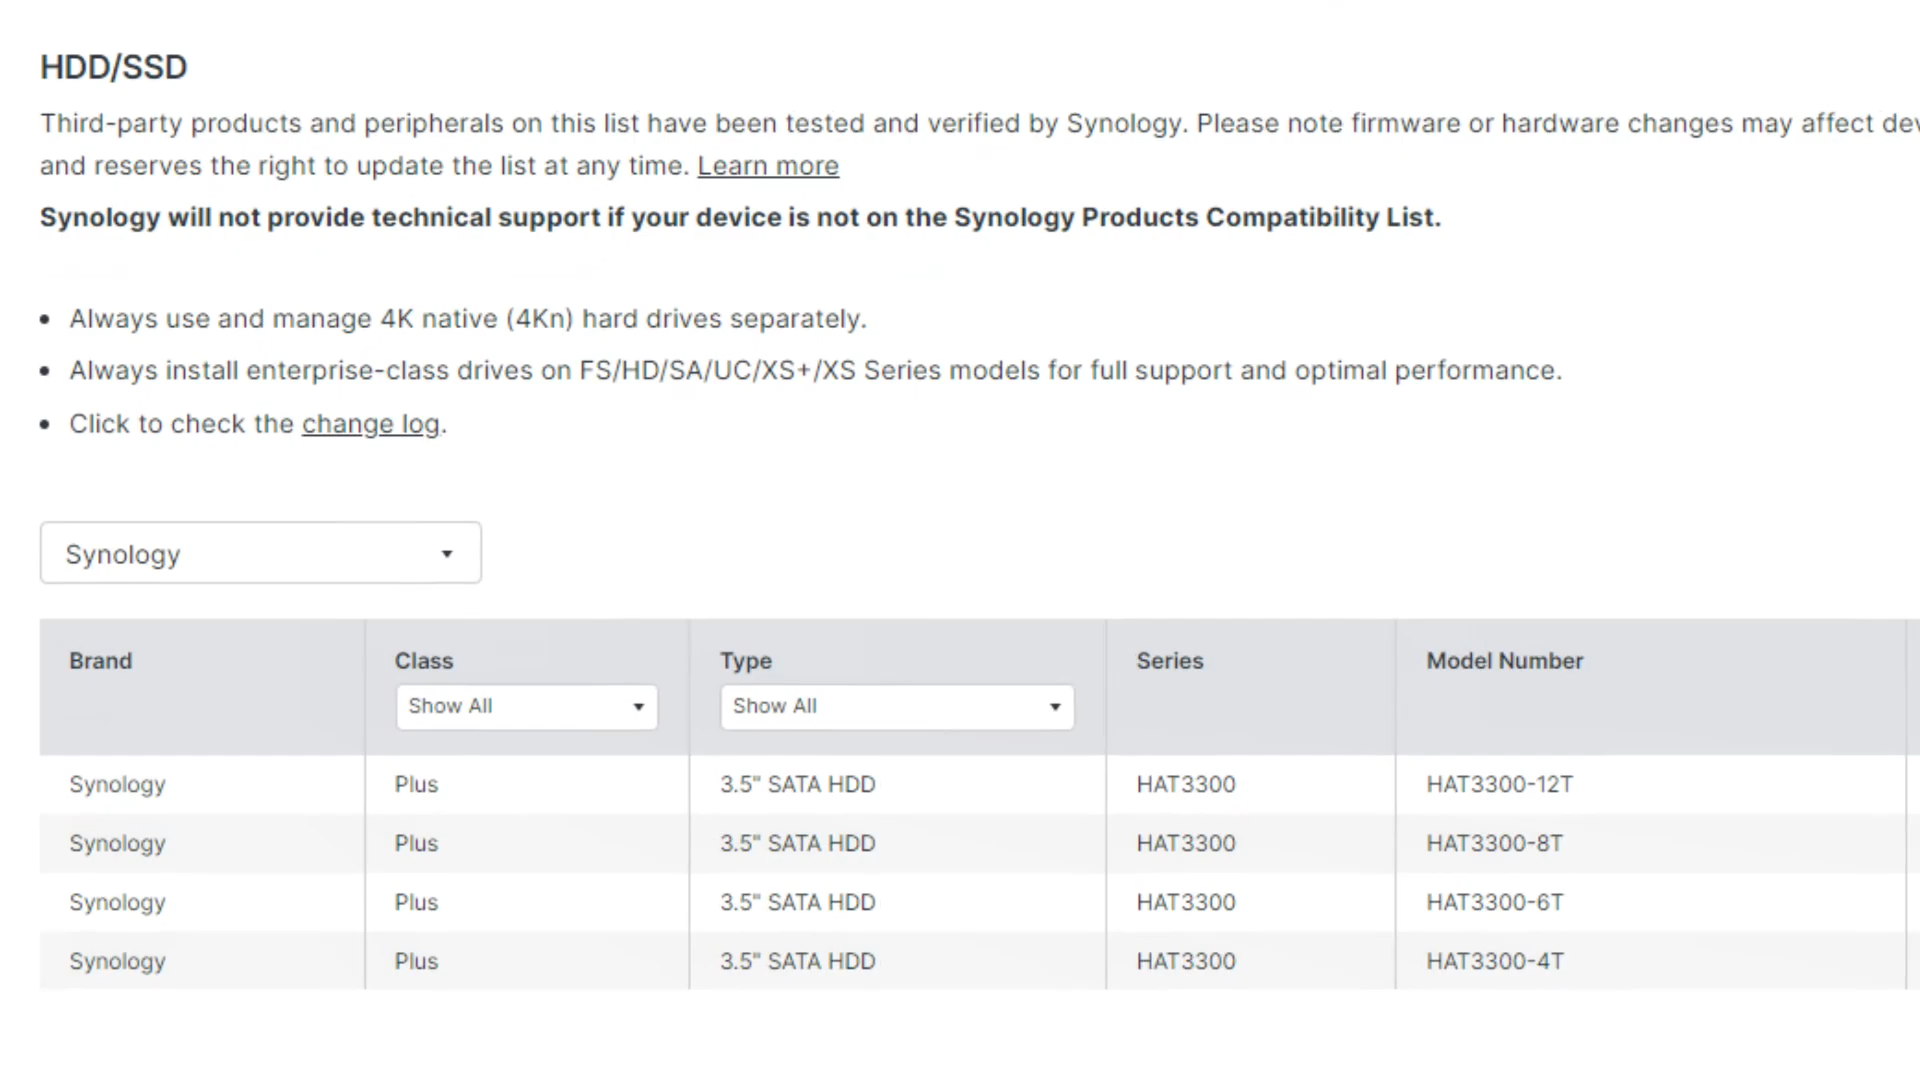 HDD/SSD
Third-party products and peripherals on this list have been tested and verified by Synology. Please note firmware or hardware changes may affect
and reserves the right to update the list at any time. Learn more
Synology will not provide technical support if your device is not on the Synology Products Compatibility List.
• Always use and manage 4K native (4Kn) hard drives separately.
• Always install enterprise-class drives on FS/HD/SA/UC/XS+/XS Series models for full support and optimal performance.
• Click to check the change log.
Synology
Brand Class Type Series Model Number
Show All Show All
Synology Plus 3.5" SATA HDD HAT3300 HAT3300-12T
Synology Plus 3.5" SATA HDD HAT3300 HAT3300-8T
Synology Plus 3.5" SATA HDD HAT3300 HAT3300-6T
Synology Plus 3.5" SATA HDD HAT3300 HAT3300-4T